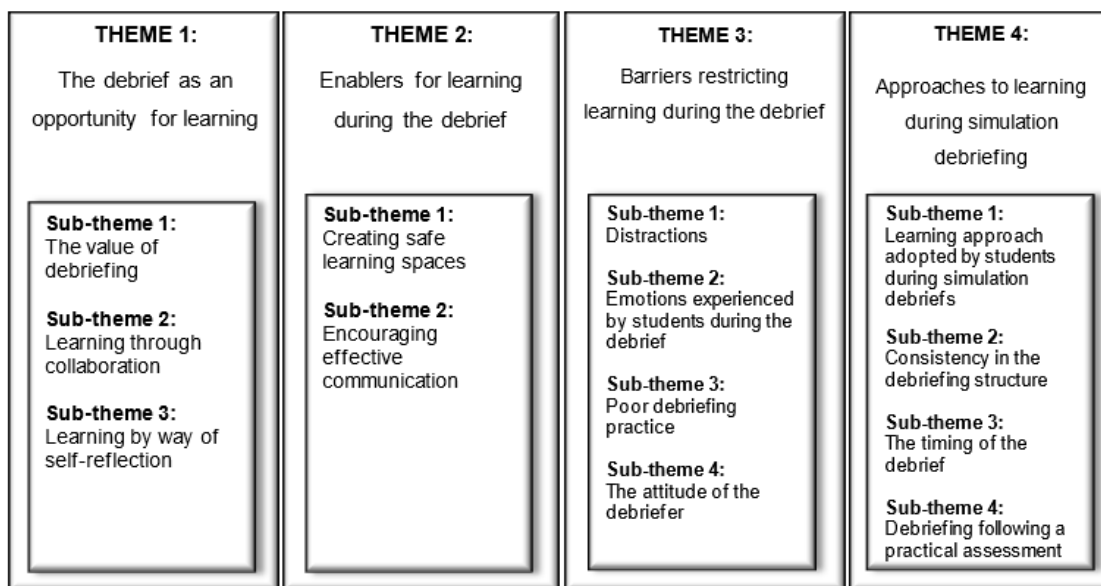 THEME 1:
The debrief as an
opportunity for learning
Sub-theme 1:
The value of
debriefing
Sub-theme 2:
Learning through
collaboration
Sub-theme 3:
Learning by way of
self-reflection
THEME 2:
Enablers for learning
during the debrief
Sub-theme 1:
Creating safe
learning spaces
Sub-theme 2:
Encouraging
effective
communication
THEME 3:
Barriers restricting
learning during the debrief
Sub-theme 1:
Distractions
Sub-theme 2:
Emotions experienced
by students during the
debrief
Sub-theme 3:
Poor debriefing
practice
Sub-theme 4:
The attitude of the
debriefer
THEME 4:
Approaches to learning
during simulation
debriefing
Sub-theme 1:
Learning approach
adopted by students
during simulation
debriefs
Sub-theme 2:
Consistency in the
debriefing structure
Sub-theme 3:
The timing of the
debrief
Sub-theme 4:
Debriefing following a
practical assessment